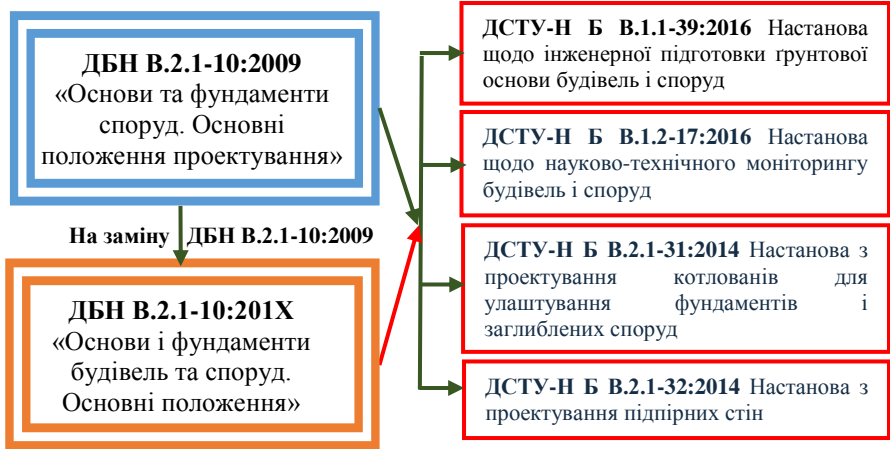 ДБН В.2.1-10:2009
«Основи та фундаменти
споруд. Основні
положення проектування»
На заміну ДБН В.2.1-10:2009
ДБН В.2.1-10:201X
«Основи і фундаменти
будівель та споруд.
Основні положення»
ДСТУ-Н Б В.1.1-39:2016 Настанова
щодо інженерної підготовки ґрунтової
основи будівель і споруд
ДСТУ-Н Б В.1.2-17:2016 Настанова
щодо науково-технічного моніторингу
будівель і споруд
ДСТУ-Н Б В.2.1-31:2014 Настанова з
проектування котлованів для
улаштування фундаментів і
заглиблених споруд
ДСТУ-Н Б В.2.1-32:2014 Настанова з
проектування підпірних стін